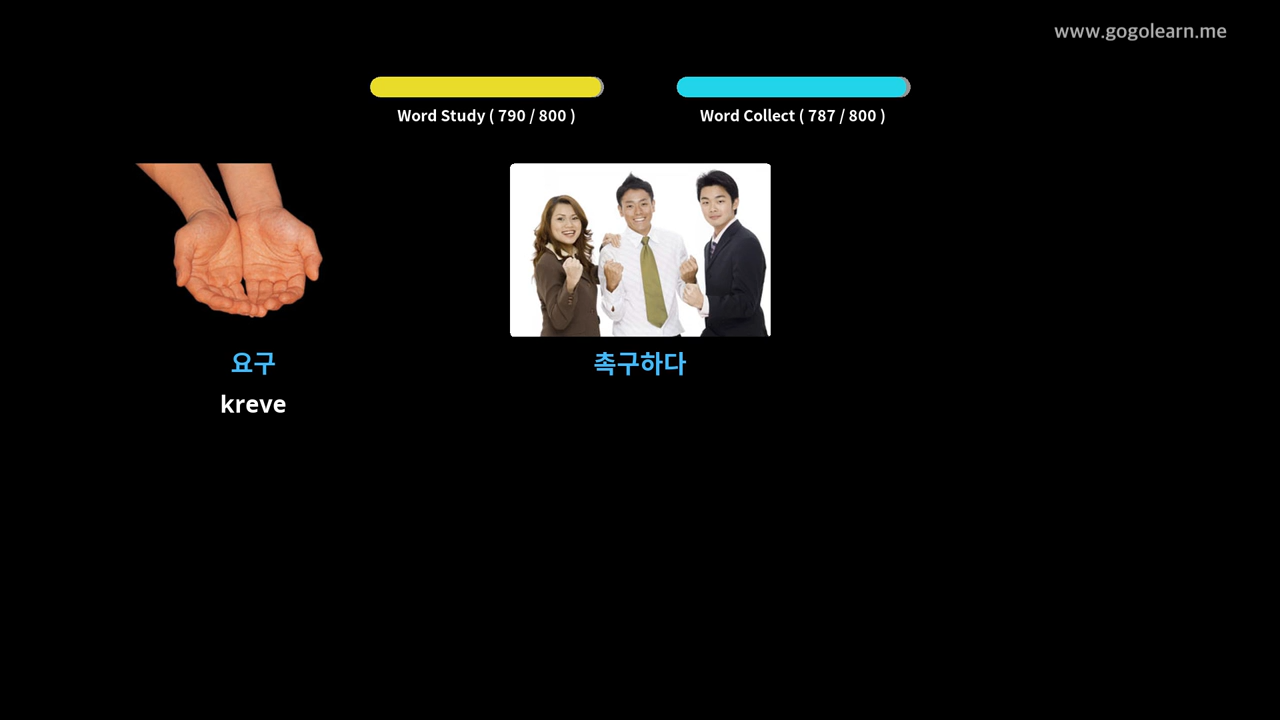 www.gogolearn.me
Word Study ( 790 / 800 )
Word Collect ( 787 / 800 )
요구
촉구하다
kreve